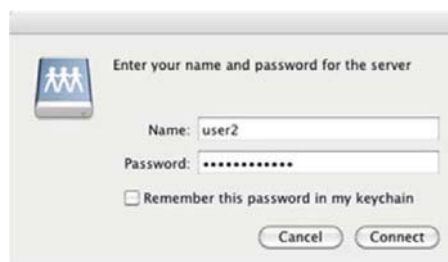 Enter your name and password for the server
Name: user2
Password: ••••••••••••
Remember this password in my keychain
Cancel Connect